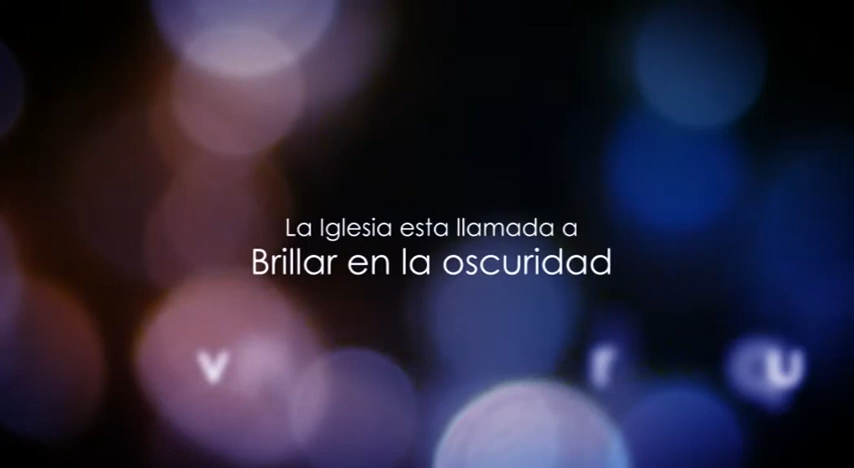 La Iglesia esta llamada a
Brillar en la oscuridad
v r u